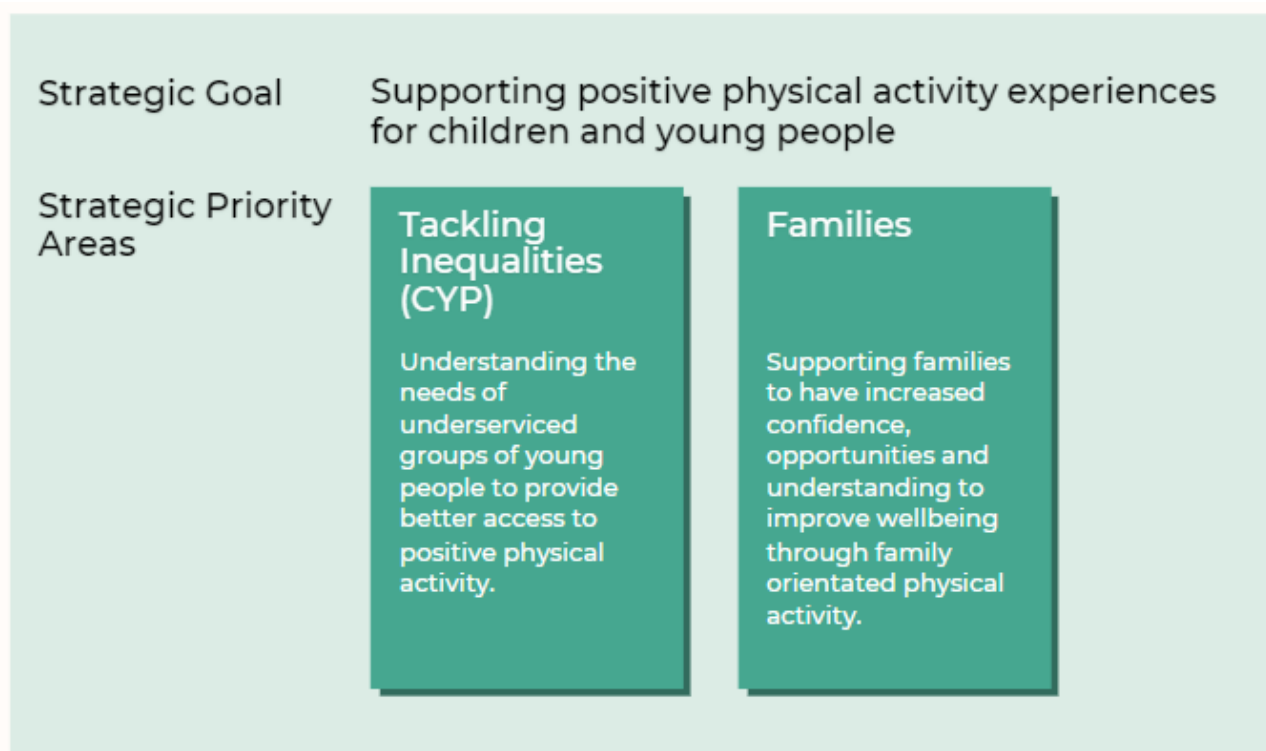 Strategic Goal
Supporting positive physical activity experiences
for children and young people
Strategic Priority
Areas
Tackling
Inequalities
(CYP)
Understanding the
needs of
underserviced
groups of young
people to provide
better access to
positive physical
activity.
Families
Supporting families
to have increased
confidence,
opportunities and
understanding to
improve wellbeing
through family
orientated physical
activity.